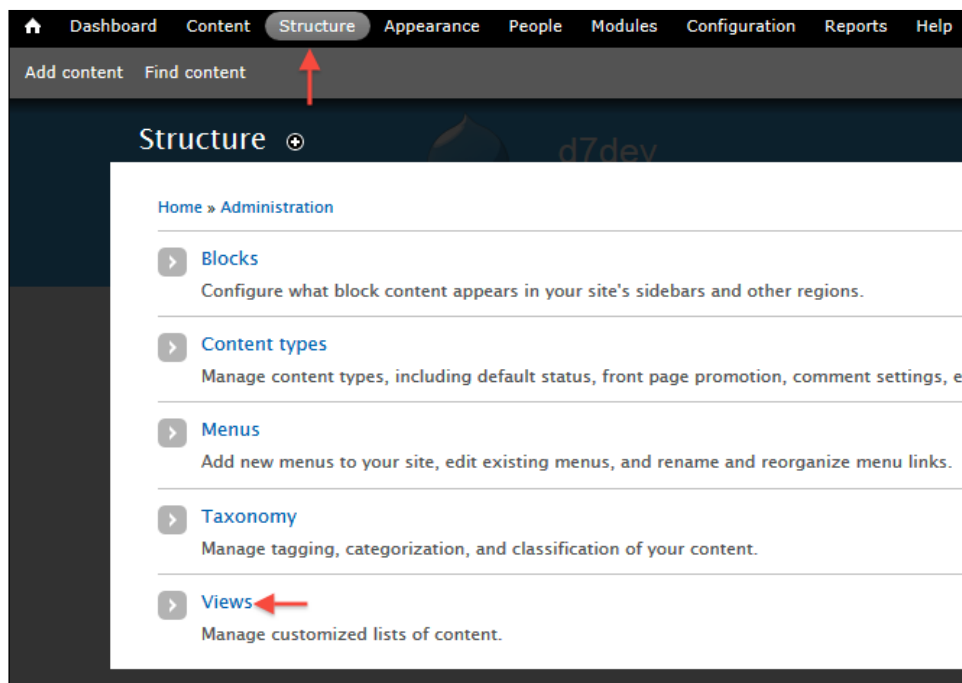 Dashboard Content Structure Appearance People Modules Configuration Reports Help
Add content Find content
Structure
d7dev
Home » Administration
Blocks
Configure what block content appears in your site's sidebars and other regions.
Content types
Manage content types, including default status, front page promotion, comment settings, e
Menus
Add new menus to your site, edit existing menus, and rename and reorganize menu links.
Taxonomy
Manage tagging, categorization, and classification of your content.
Views
Manage customized lists of content.